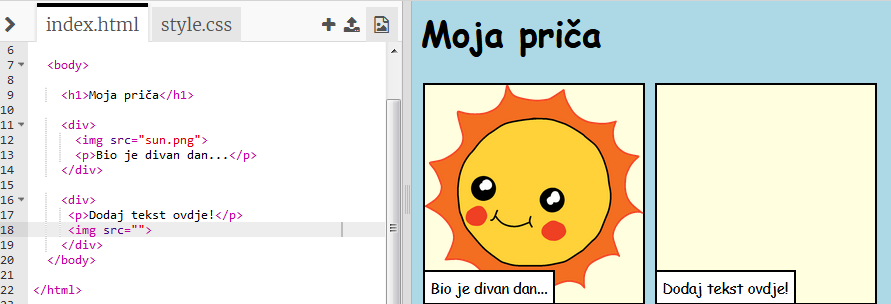 index.html style.css
6
7 <body>
8
9 <h1>Moja priča</h1>
10
11 <div>
12 <img src="sun.png">
13 <p>Bio je divan dan...</p>
14 </div>
15
16 <div>
17 <p>Dodaj tekst ovdje!</p>
18 <img src="">
19 </div>
20 </body>
21
22 </html>
Moja priča
Bio je divan dan...
Dodaj tekst ovdje!